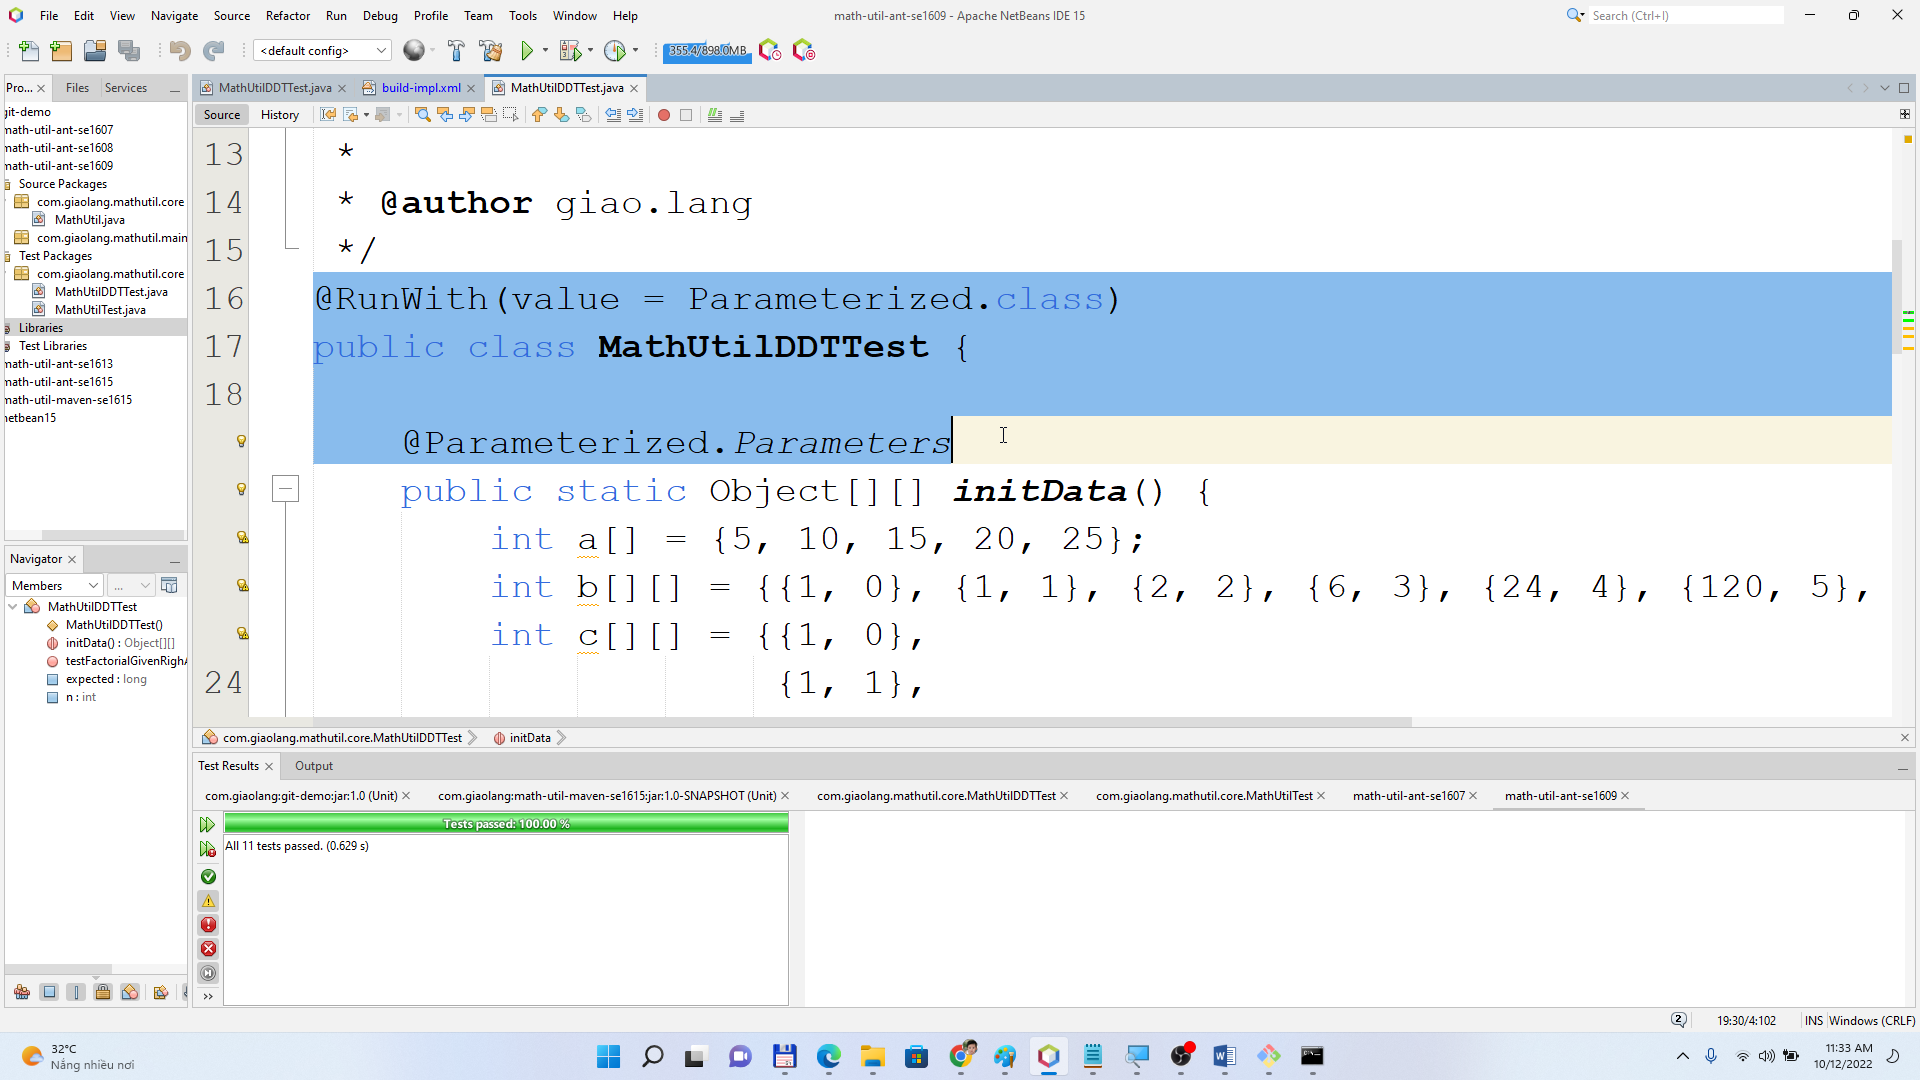 File Edit View Navigate Source Refactor Run Debug Profile Team Tools Window Help
math-util-ant-se1609 - Apache NetBeans IDE 15
Search (Ctrl+I)
<default config>
355.4/898.0MB
Pro... Files Services
git-demo
math-util-ant-se1607
math-util-ant-se1608
math-util-ant-se1609
Source Packages
com.giaolang.mathutil.core
MathUtil.java
com.giaolang.mathutil.main
Test Packages
com.giaolang.mathutil.core
MathUtilDDTTest.java
MathUtilTest.java
Libraries
Test Libraries
math-util-ant-se1613
math-util-ant-se1615
math-util-maven-se1615
netbean15
Navigator
Members ...
MathUtilDDTTest
MathUtilDDTTest()
initData() : Object[][]
testFactorialGivenRighA
expected : long
n : int
MathUtilDDTTest.java build-impl.xml MathUtilDDTTest.java
Source History
13 *
14 * @author giao.lang
15 */
16 @RunWith(value = Parameterized.class)
17 public class MathUtilDDTTest {
18
@Parameterized.Parameters
public static Object[][] initData() {
int a[] = {5, 10, 15, 20, 25};
int b[][] = {{1, 0}, {1, 1}, {2, 2}, {6, 3}, {24, 4}, {120, 5},
int c[][] = {{1, 0},
24 {1, 1},
com.giaolang.mathutil.core.MathUtilDDTTest initData
Test Results Output
com.giaolang:git-demo:jar:1.0 (Unit) com.giaolang:math-util-maven-se1615:jar:1.0-SNAPSHOT (Unit) com.giaolang.mathutil.core.MathUtilDDTTest com.giaolang.mathutil.core.MathUtilTest math-util-ant-se1607 math-util-ant-se1609
Tests passed: 100.00 %
All 11 tests passed. (0.629 s)
2 19:30/4:102 INS Windows (CRLF)
32°C
Nắng nhiều nơi
11:33 AM
10/12/2022